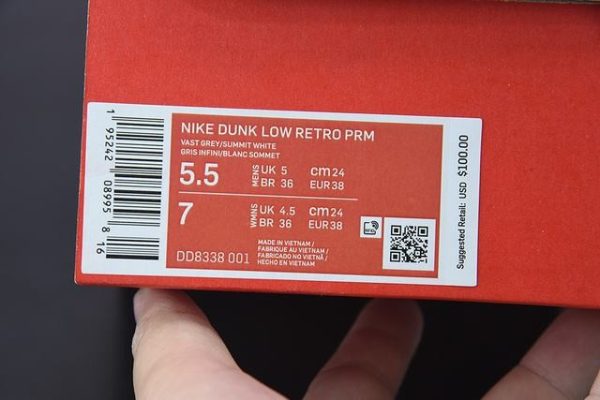 1 95242 08995 8 16
NIKE DUNK LOW RETRO PRM
VAST GREY/SUMMIT WHITE
GRIS INFINI/BLANC SOMMET
5.5 MENS UK 5 cm 24
BR 36 EUR 38
7 WMNS UK 4.5 cm 24
BR 36 EUR 38
DD8338 001
MADE IN VIETNAM /
FABRIQUE AU VIETNAM /
FABRICADO NO VIETNÃ /
HECHO EN VIETNAM
Suggested Retail: USD $100.00